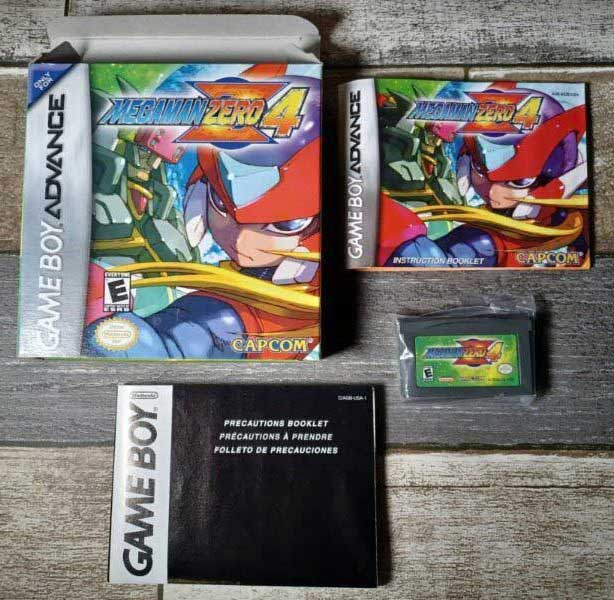 ONLY FOR
GAME BOY ADVANCE
MEGAMAN ZERO 4
EVERYONE
E
ESRB
Nintendo
CAPCOM
GAME BOY ADVANCE
MEGAMAN ZERO 4
INSTRUCTION BOOKLET
CAPCOM
MEGAMAN ZERO 4
E
Nintendo
GAME BOY
PRECAUTIONS BOOKLET
PRÉCAUTIONS À PRENDRE
FOLLETO DE PRECAUCIONES